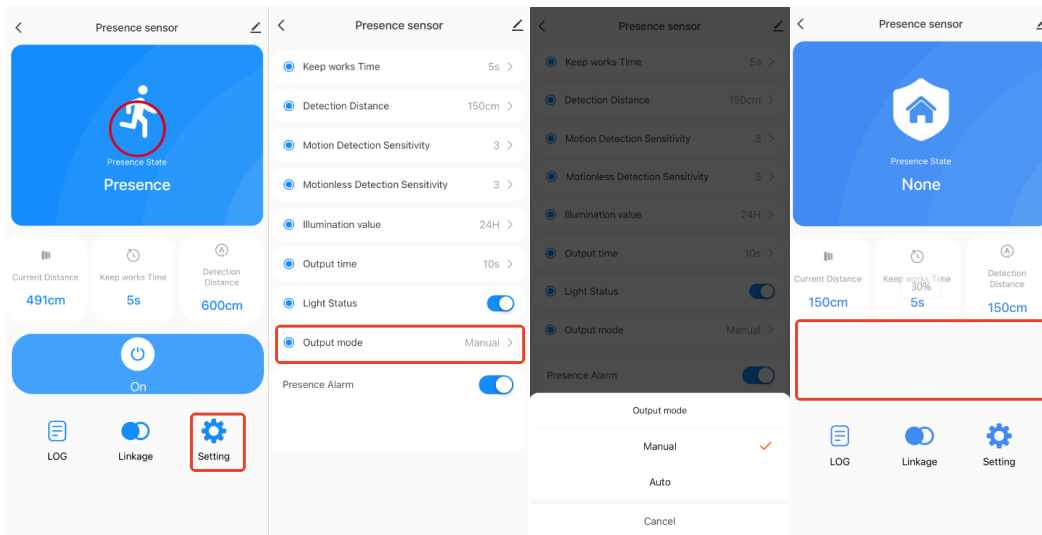 Presence sensor
Presence State
Presence
Current Distance
491cm
Keep works Time
5s
A
Detection
Distance
600cm
On
LOG
Linkage
Setting
Presence sensor
Keep works Time 5s
Detection Distance 150cm
Motion Detection Sensitivity 3
Motionless Detection Sensitivity 3
Illumination value 24H
Output time 10s
Light Status
Output mode Manual
Presence Alarm
Presence sensor
Keep works Time 5s
Detection Distance 150cm
Motion Detection Sensitivity 3
Motionless Detection Sensitivity 3
Illumination value 24H
Output time 10s
Light Status
Output mode Manual
Presence Alarm
Output mode
Manual
Auto
Cancel
Presence sensor
Presence State
None
Current Distance
150cm
Keep works Time
30%
5s
A
Detection
Distance
150cm
LOG
Linkage
Setting